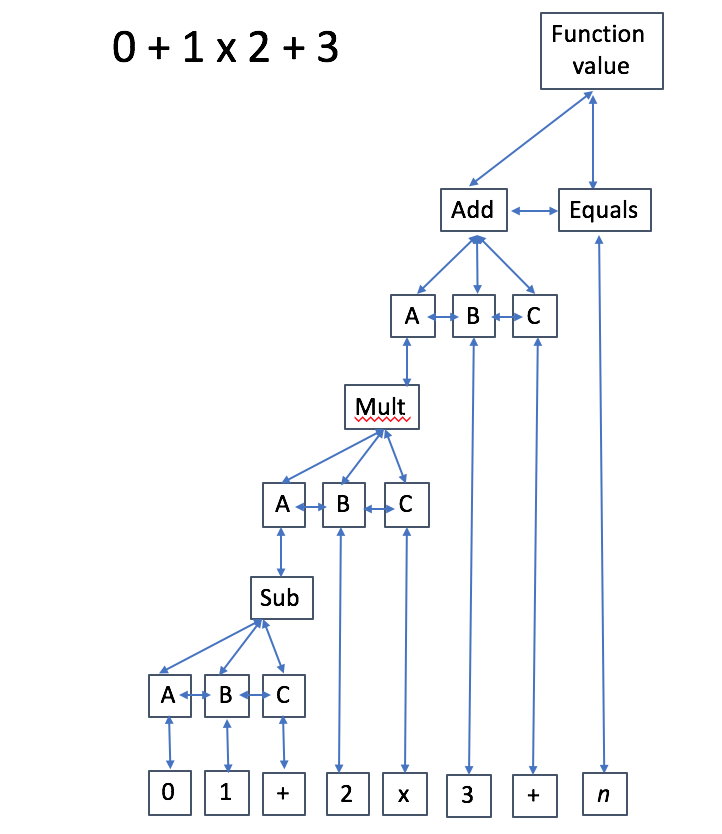 0 + 1 x 2 + 3
Function
value
Add
Equals
A
B
C
Mult
A
B
C
Sub
A
B
C
0
1
+
2
x
3
+
n